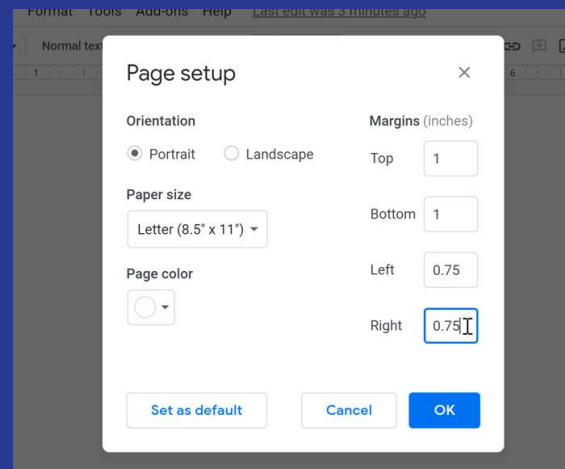 Format Tools Add-ons Help Last edit was 3 minutes ago
Normal text
1 6
Page setup
Orientation
Portrait Landscape
Paper size
Letter (8.5" x 11")
Page color
Margins (inches)
Top 1
Bottom 1
Left 0.75
Right 0.75
Set as default Cancel OK